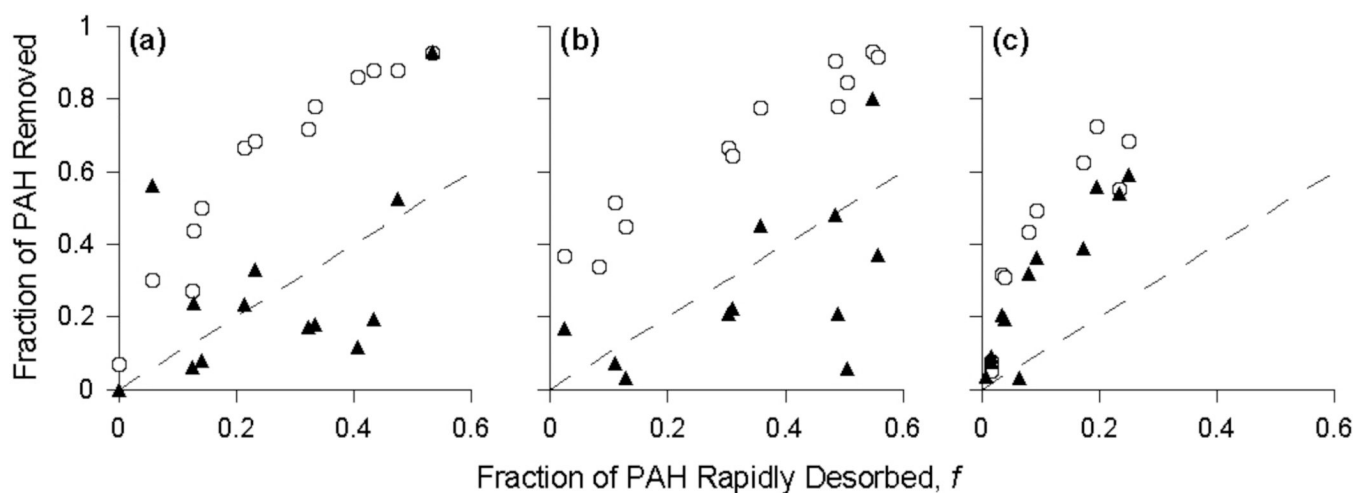 Fraction of PAH Removed
1
0.8
0.6
0.4
0.2
0
(a)
(b)
(c)
0 0.2 0.4 0.6
0 0.2 0.4 0.6
0 0.2 0.4 0.6
Fraction of PAH Rapidly Desorbed, f